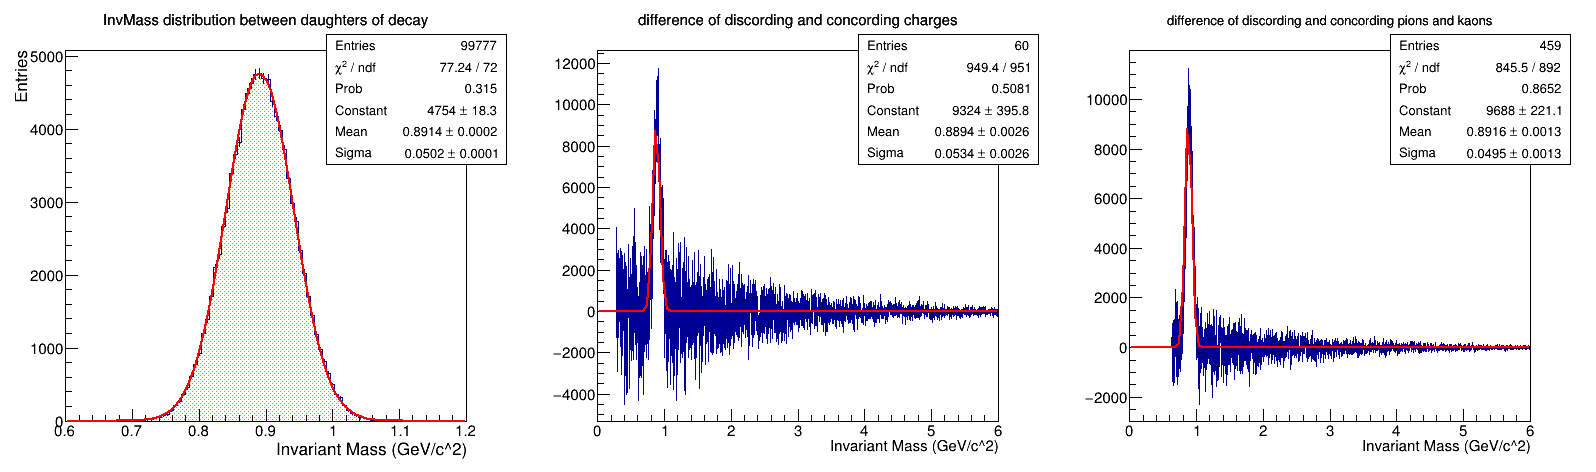 InvMass distribution between daughters of decay
Entries
5000
4000
3000
2000
1000
0
0.6 0.7 0.8 0.9 1 1.1 1.2
Invariant Mass (GeV/c^2)
Entries 99777
χ² / ndf 77.24 / 72
Prob 0.315
Constant 4754 ± 18.3
Mean 0.8914 ± 0.0002
Sigma 0.0502 ± 0.0001
difference of discording and concording charges
12000
10000
8000
6000
4000
2000
0
−2000
−4000
0 1 2 3 4 5 6
Invariant Mass (GeV/c^2)
Entries 60
χ² / ndf 949.4 / 951
Prob 0.5081
Constant 9324 ± 395.8
Mean 0.8894 ± 0.0026
Sigma 0.0534 ± 0.0026
difference of discording and concording pions and kaons
10000
8000
6000
4000
2000
0
−2000
0 1 2 3 4 5 6
Invariant Mass (GeV/c^2)
Entries 459
χ² / ndf 845.5 / 892
Prob 0.8652
Constant 9688 ± 221.1
Mean 0.8916 ± 0.0013
Sigma 0.0495 ± 0.0013